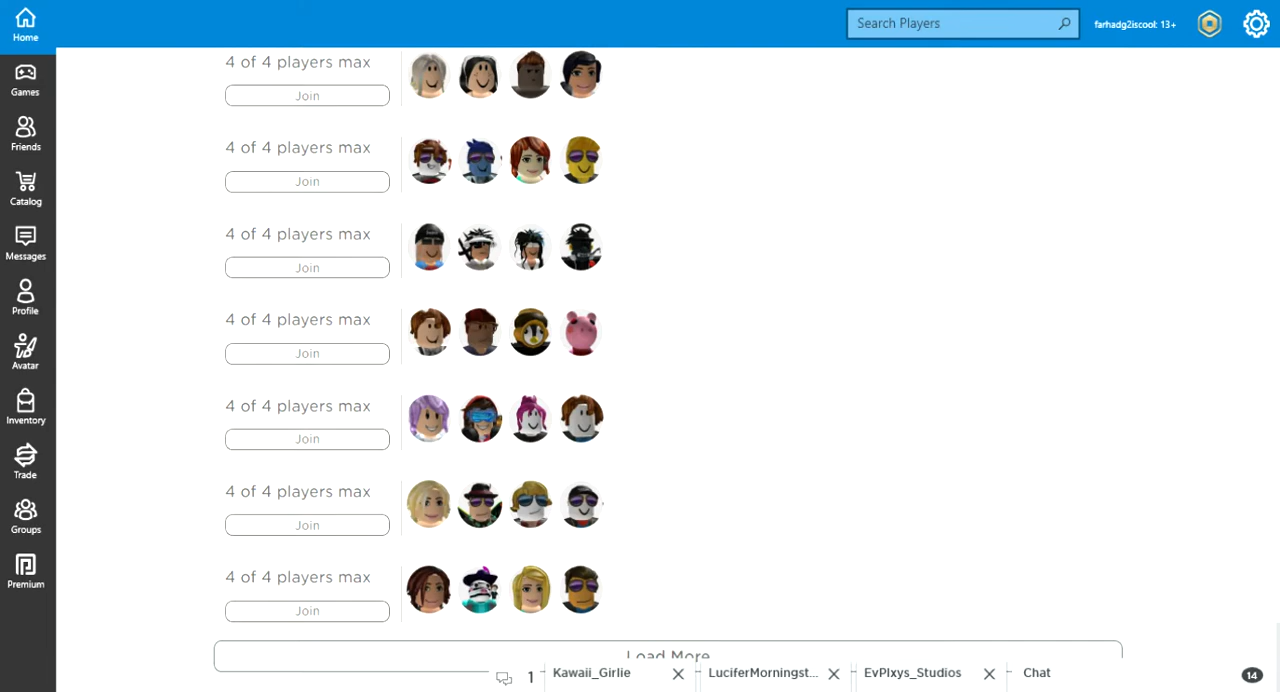 Home
Search Players
farhadg2iscool: 13+
Games
Friends
Catalog
Messages
Profile
Avatar
Inventory
Trade
Groups
Premium
4 of 4 players max
Join
4 of 4 players max
Join
4 of 4 players max
Join
4 of 4 players max
Join
4 of 4 players max
Join
4 of 4 players max
Join
4 of 4 players max
Join
Load More
1
Kawaii_Girlie
LuciferMorningst...
EvPlxys_Studios
Chat
14